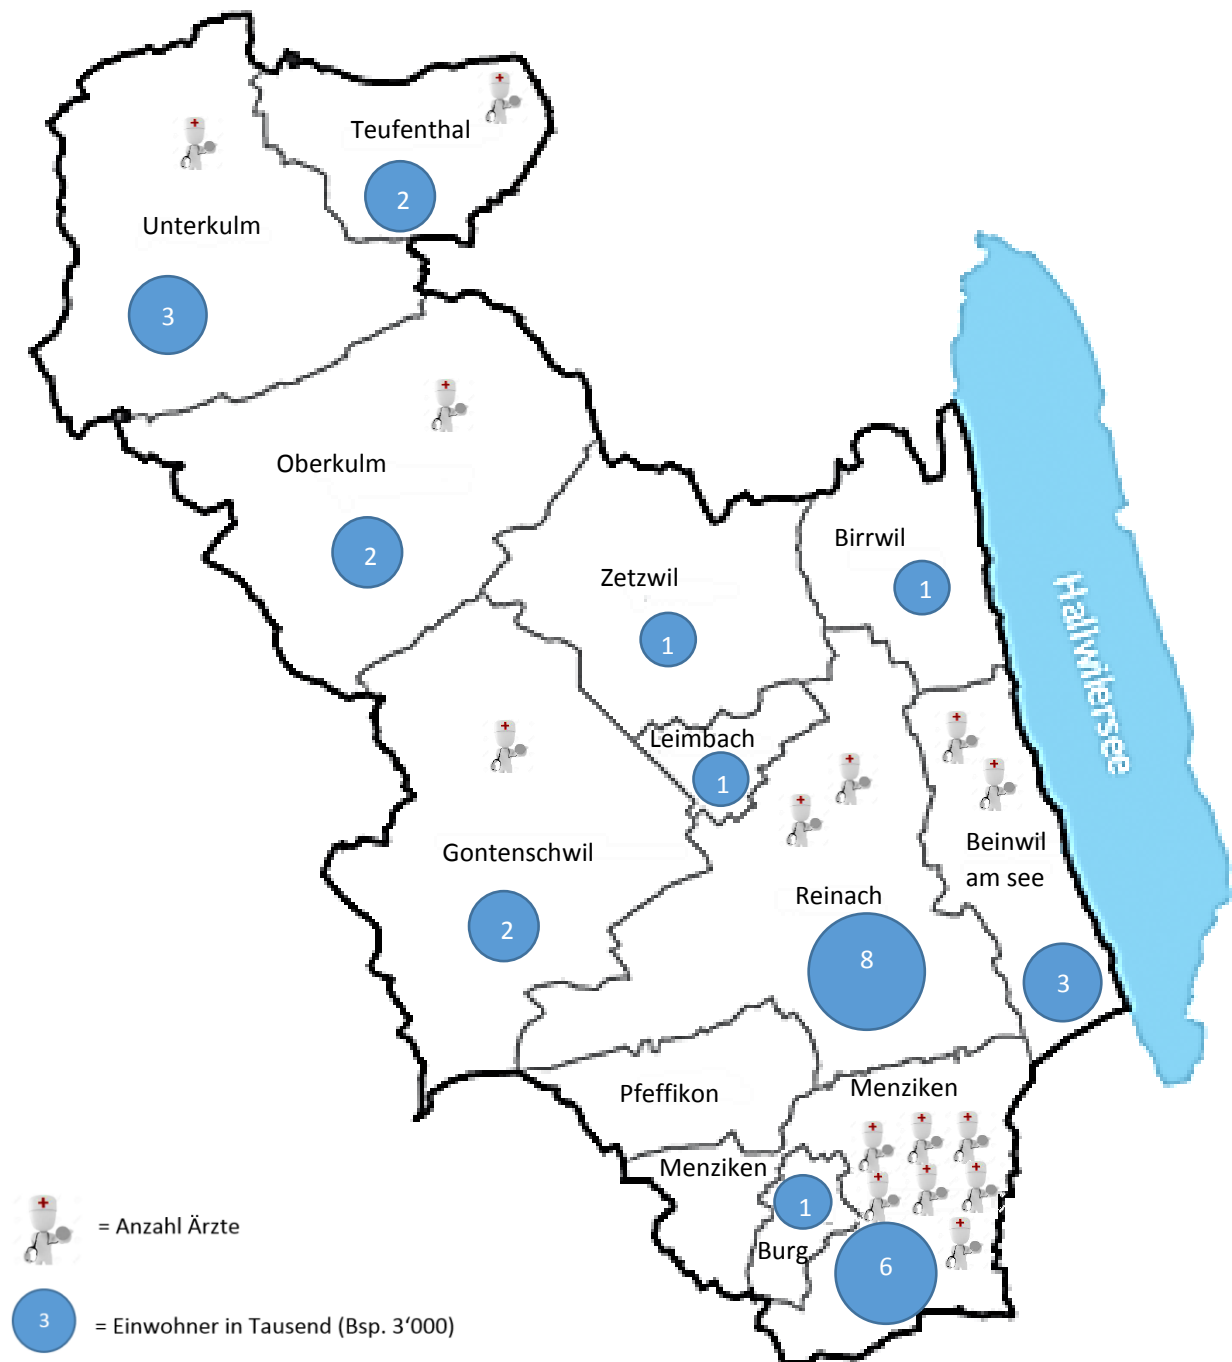 Teufenthal
2
Unterkulm
3
Oberkulm
2
Birrwil
1
Zetzwil
1
Hallwilersee
Leimbach
1
Gontenschwil
2
Beinwil
am see
3
Reinach
8
Pfeffikon
Menziken
Menziken
1
Burg
6
= Anzahl Ärzte
3
= Einwohner in Tausend (Bsp. 3'000)